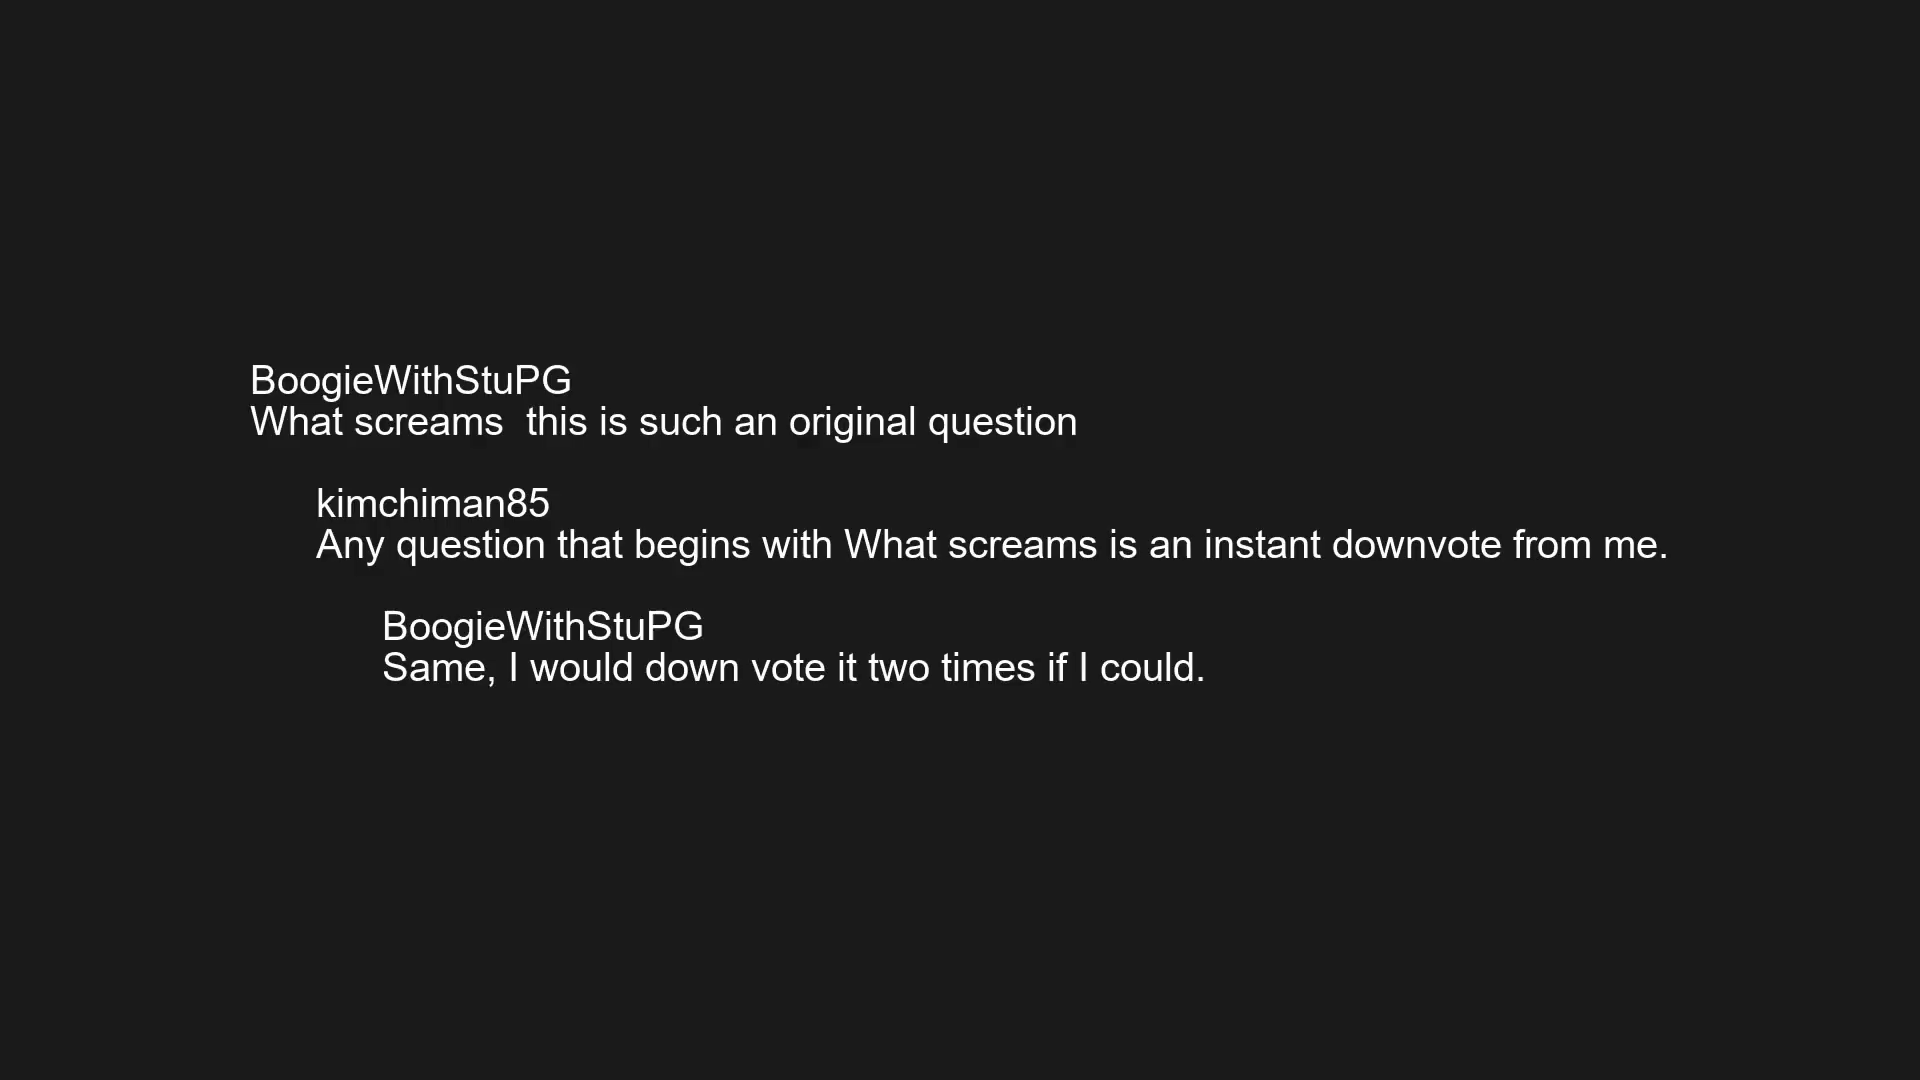 BoogieWithStuPG
What screams  this is such an original question
kimchiman85
Any question that begins with What screams is an instant downvote from me.
BoogieWithStuPG
Same, I would down vote it two times if I could.